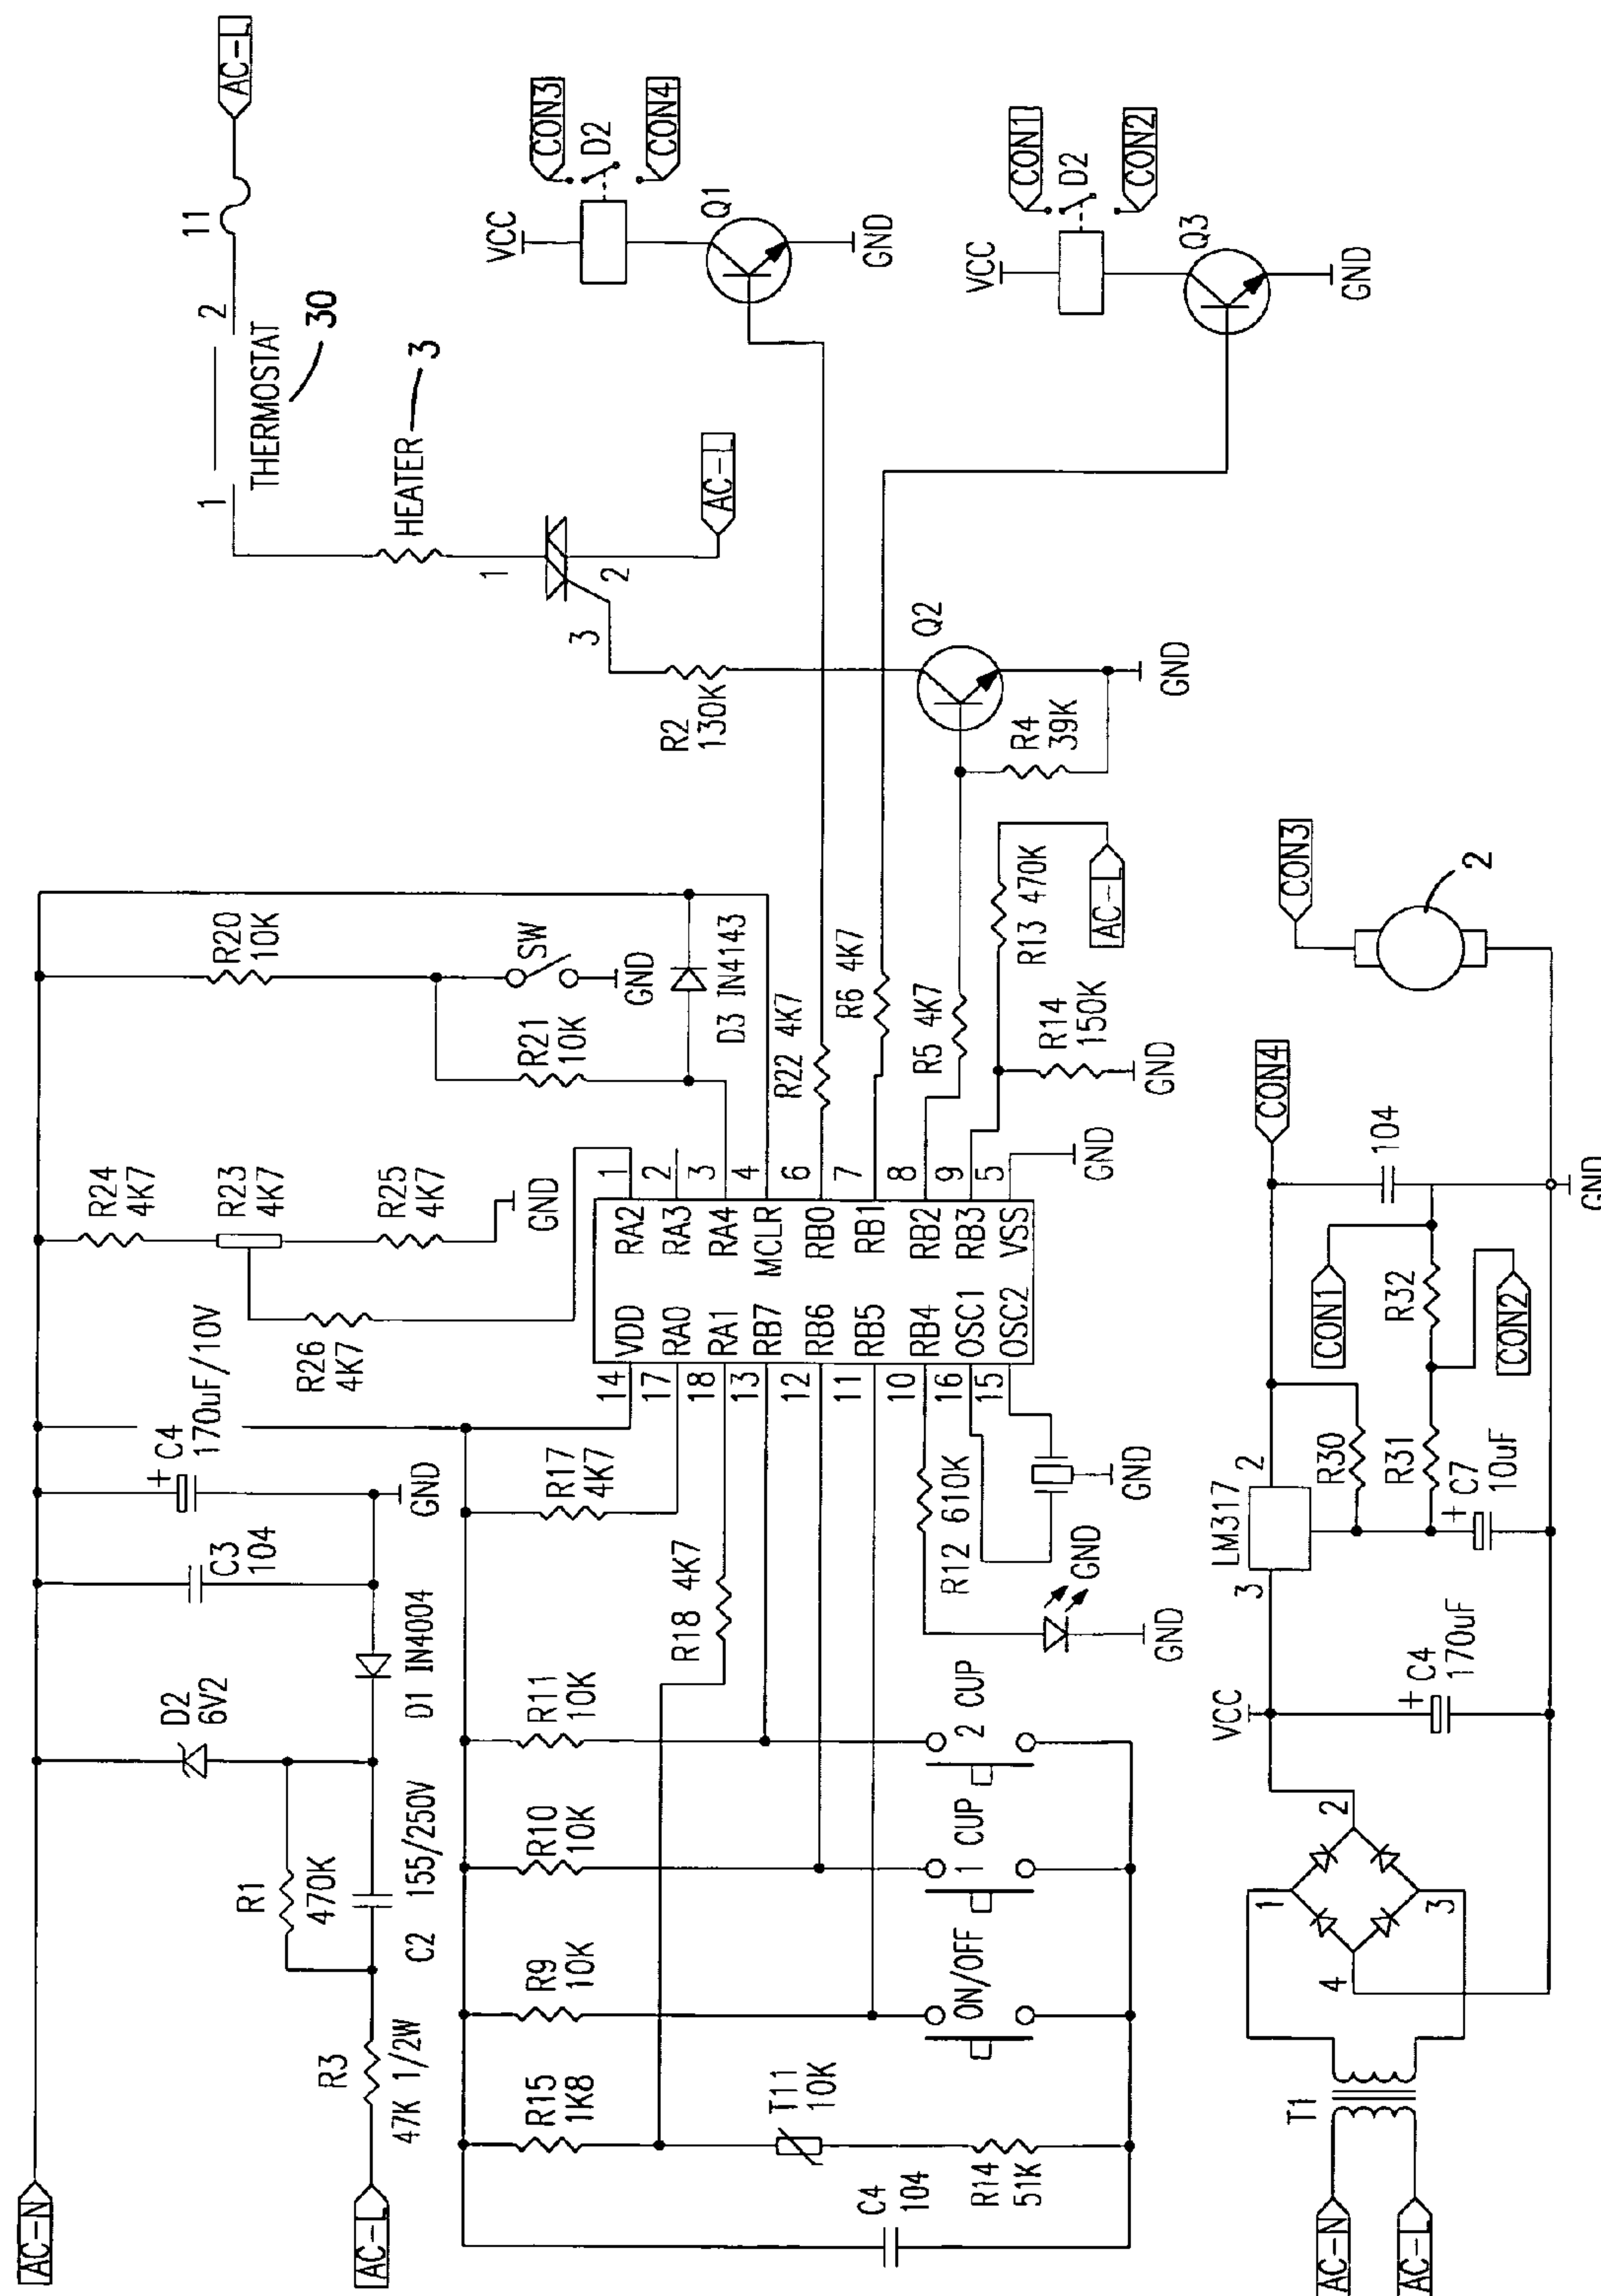 AC-N
AC-L
R3
47K 1/2W
R1
470K
C2 155/250V
D2
6V2
D1 IN4004
C3
104
C4
170uF/10V
+
GND
R24
4K7
R23
4K7
R25
4K7
GND
R26
4K7
R20
10K
SW
GND
R21
10K
D3 IN4143
AC-L
11
2
1
THERMOSTAT
30
HEATER
3
1
2
3
AC-L
R2
130K
VCC
CON3
D2
CON4
Q1
GND
VCC
CON1
D2
CON2
Q3
GND
Q2
R4
39K
GND
R22 4K7
R6 4K7
R5 4K7
R13 470K
AC-L
R14
150K
GND
GND
14
17
18
13
12
11
10
16
15
VDD
RA0
RA1
RB7
RB6
RB5
RB4
OSC1
OSC2
RA2
RA3
RA4
MCLR
RB0
RB1
RB2
RB3
VSS
1
2
3
4
6
7
8
9
5
R17
4K7
R18 4K7
R12 610K
GND
GND
GND
R15
1K8
R9
10K
R10
10K
R11
10K
T11
10K
R14
51K
C4
104
ON/OFF
1 CUP
2 CUP
AC-N
AC-L
T1
1
2
3
4
VCC
+
C4
170uF
LM317
3
2
R30
R31
R32
+
C7
10uF
CON1
CON2
CON4
104
GND
CON3
2